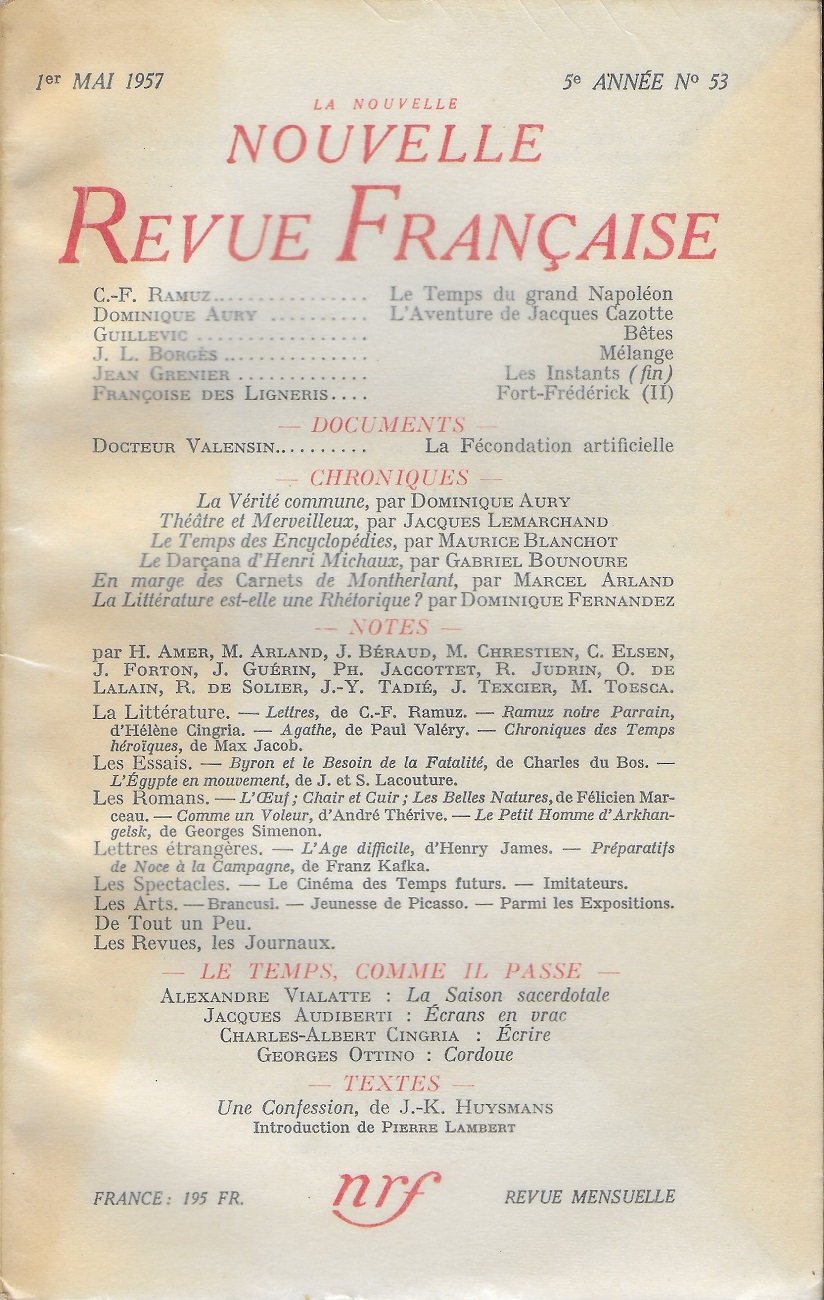 1er MAI 1957 5e ANNÉE No 53
LA NOUVELLE
NOUVELLE
REVUE FRANÇAISE
C.-F. RAMUZ............... Le Temps du grand Napoléon
DOMINIQUE AURY .......... L'Aventure de Jacques Cazotte
GUILLEVIC ................. Bêtes
J. L. BORGÈS .............. Mélange
JEAN GRENIER ............. Les Instants (fin)
FRANÇOISE DES LIGNERIS.... Fort-Frédérick (II)
— DOCUMENTS —
DOCTEUR VALENSIN.......... La Fécondation artificielle
— CHRONIQUES —
La Vérité commune, par DOMINIQUE AURY
Théâtre et Merveilleux, par JACQUES LEMARCHAND
Le Temps des Encyclopédies, par MAURICE BLANCHOT
Le Darçana d'Henri Michaux, par GABRIEL BOUNOURE
En marge des Carnets de Montherlant, par MARCEL ARLAND
La Littérature est-elle une Rhétorique ? par DOMINIQUE FERNANDEZ
— NOTES —
par H. AMER, M. ARLAND, J. BÉRAUD, M. CHRESTIEN, C. ELSEN,
J. FORTON, J. GUÉRIN, PH. JACCOTTET, R. JUDRIN, O. DE
LALAIN, R. DE SOLIER, J.-Y. TADIÉ, J. TEXCIER, M. TOESCA.
La Littérature. — Lettres, de C.-F. Ramuz. — Ramuz notre Parrain,
d'Hélène Cingria. — Agathe, de Paul Valéry. — Chroniques des Temps
héroïques, de Max Jacob.
Les Essais. — Byron et le Besoin de la Fatalité, de Charles du Bos. —
L'Égypte en mouvement, de J. et S. Lacouture.
Les Romans. — L'Œuf ; Chair et Cuir ; Les Belles Natures, de Félicien Mar-
ceau. — Comme un Voleur, d'André Thérive. — Le Petit Homme d'Arkhan-
gelsk, de Georges Simenon.
Lettres étrangères. — L'Age difficile, d'Henry James. — Préparatifs
de Noce à la Campagne, de Franz Kafka.
Les Spectacles. — Le Cinéma des Temps futurs. — Imitateurs.
Les Arts. — Brancusi. — Jeunesse de Picasso. — Parmi les Expositions.
De Tout un Peu.
Les Revues, les Journaux.
— LE TEMPS, COMME IL PASSE —
ALEXANDRE VIALATTE : La Saison sacerdotale
JACQUES AUDIBERTI : Écrans en vrac
CHARLES-ALBERT CINGRIA : Écrire
GEORGES OTTINO : Cordoue
— TEXTES —
Une Confession, de J.-K. HUYSMANS
Introduction de PIERRE LAMBERT
FRANCE : 195 FR. nrf REVUE MENSUELLE